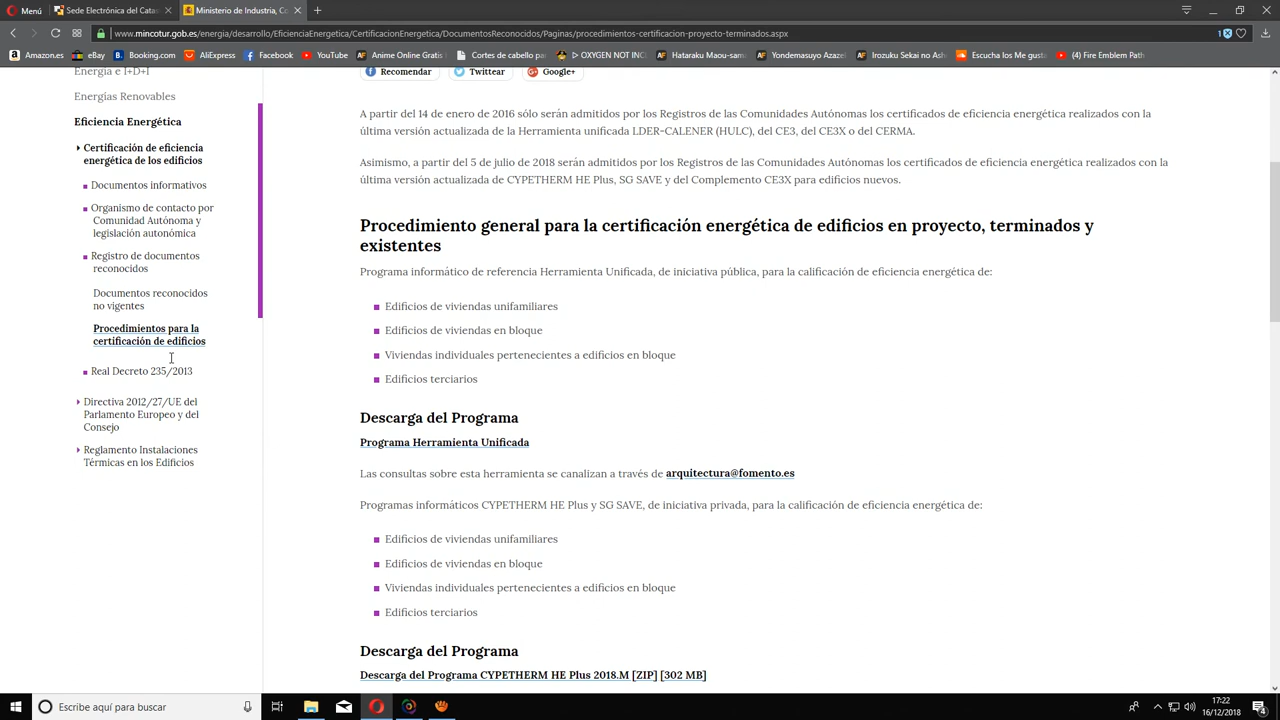 Menú
Sede Electrónica del Catas
Ministerio de Industria, Co
www.mincotur.gob.es/energia/desarrollo/EficienciaEnergetica/CertificacionEnergetica/DocumentosReconocidos/Paginas/procedimientos-certificacion-proyecto-terminados.aspx
1
Amazon.es
eBay
Booking.com
AliExpress
Facebook
YouTube
Anime Online Gratis
Cortes de cabello pa
▷ OXYGEN NOT INC
Hataraku Maou-sama
Yondemasuyo Azazel
Irozuku Sekai no Ash
Escucha los Me gusta
(4) Fire Emblem Path
Energía e I+D+I
Energías Renovables
Eficiencia Energética
Certificación de eficiencia
energética de los edificios
Documentos informativos
Organismo de contacto por
Comunidad Autónoma y
legislación autonómica
Registro de documentos
reconocidos
Documentos reconocidos
no vigentes
Procedimientos para la
certificación de edificios
Real Decreto 235/2013
Directiva 2012/27/UE del
Parlamento Europeo y del
Consejo
Reglamento Instalaciones
Térmicas en los Edificios
Recomendar
Twittear
Google+
A partir del 14 de enero de 2016 sólo serán admitidos por los Registros de las Comunidades Autónomas los certificados de eficiencia energética realizados con la
última versión actualizada de la Herramienta unificada LDER-CALENER (HULC), del CE3, del CE3X o del CERMA.
Asimismo, a partir del 5 de julio de 2018 serán admitidos por los Registros de las Comunidades Autónomas los certificados de eficiencia energética realizados con la
última versión actualizada de CYPETHERM HE Plus, SG SAVE y del Complemento CE3X para edificios nuevos.
Procedimiento general para la certificación energética de edificios en proyecto, terminados y
existentes
Programa informático de referencia Herramienta Unificada, de iniciativa pública, para la calificación de eficiencia energética de:
Edificios de viviendas unifamiliares
Edificios de viviendas en bloque
Viviendas individuales pertenecientes a edificios en bloque
Edificios terciarios
Descarga del Programa
Programa Herramienta Unificada
Las consultas sobre esta herramienta se canalizan a través de arquitectura@fomento.es
Programas informáticos CYPETHERM HE Plus y SG SAVE, de iniciativa privada, para la calificación de eficiencia energética de:
Edificios de viviendas unifamiliares
Edificios de viviendas en bloque
Viviendas individuales pertenecientes a edificios en bloque
Edificios terciarios
Descarga del Programa
Descarga del Programa CYPETHERM HE Plus 2018.M [ZIP] [302 MB]
Escribe aquí para buscar
17:22
16/12/2018
4